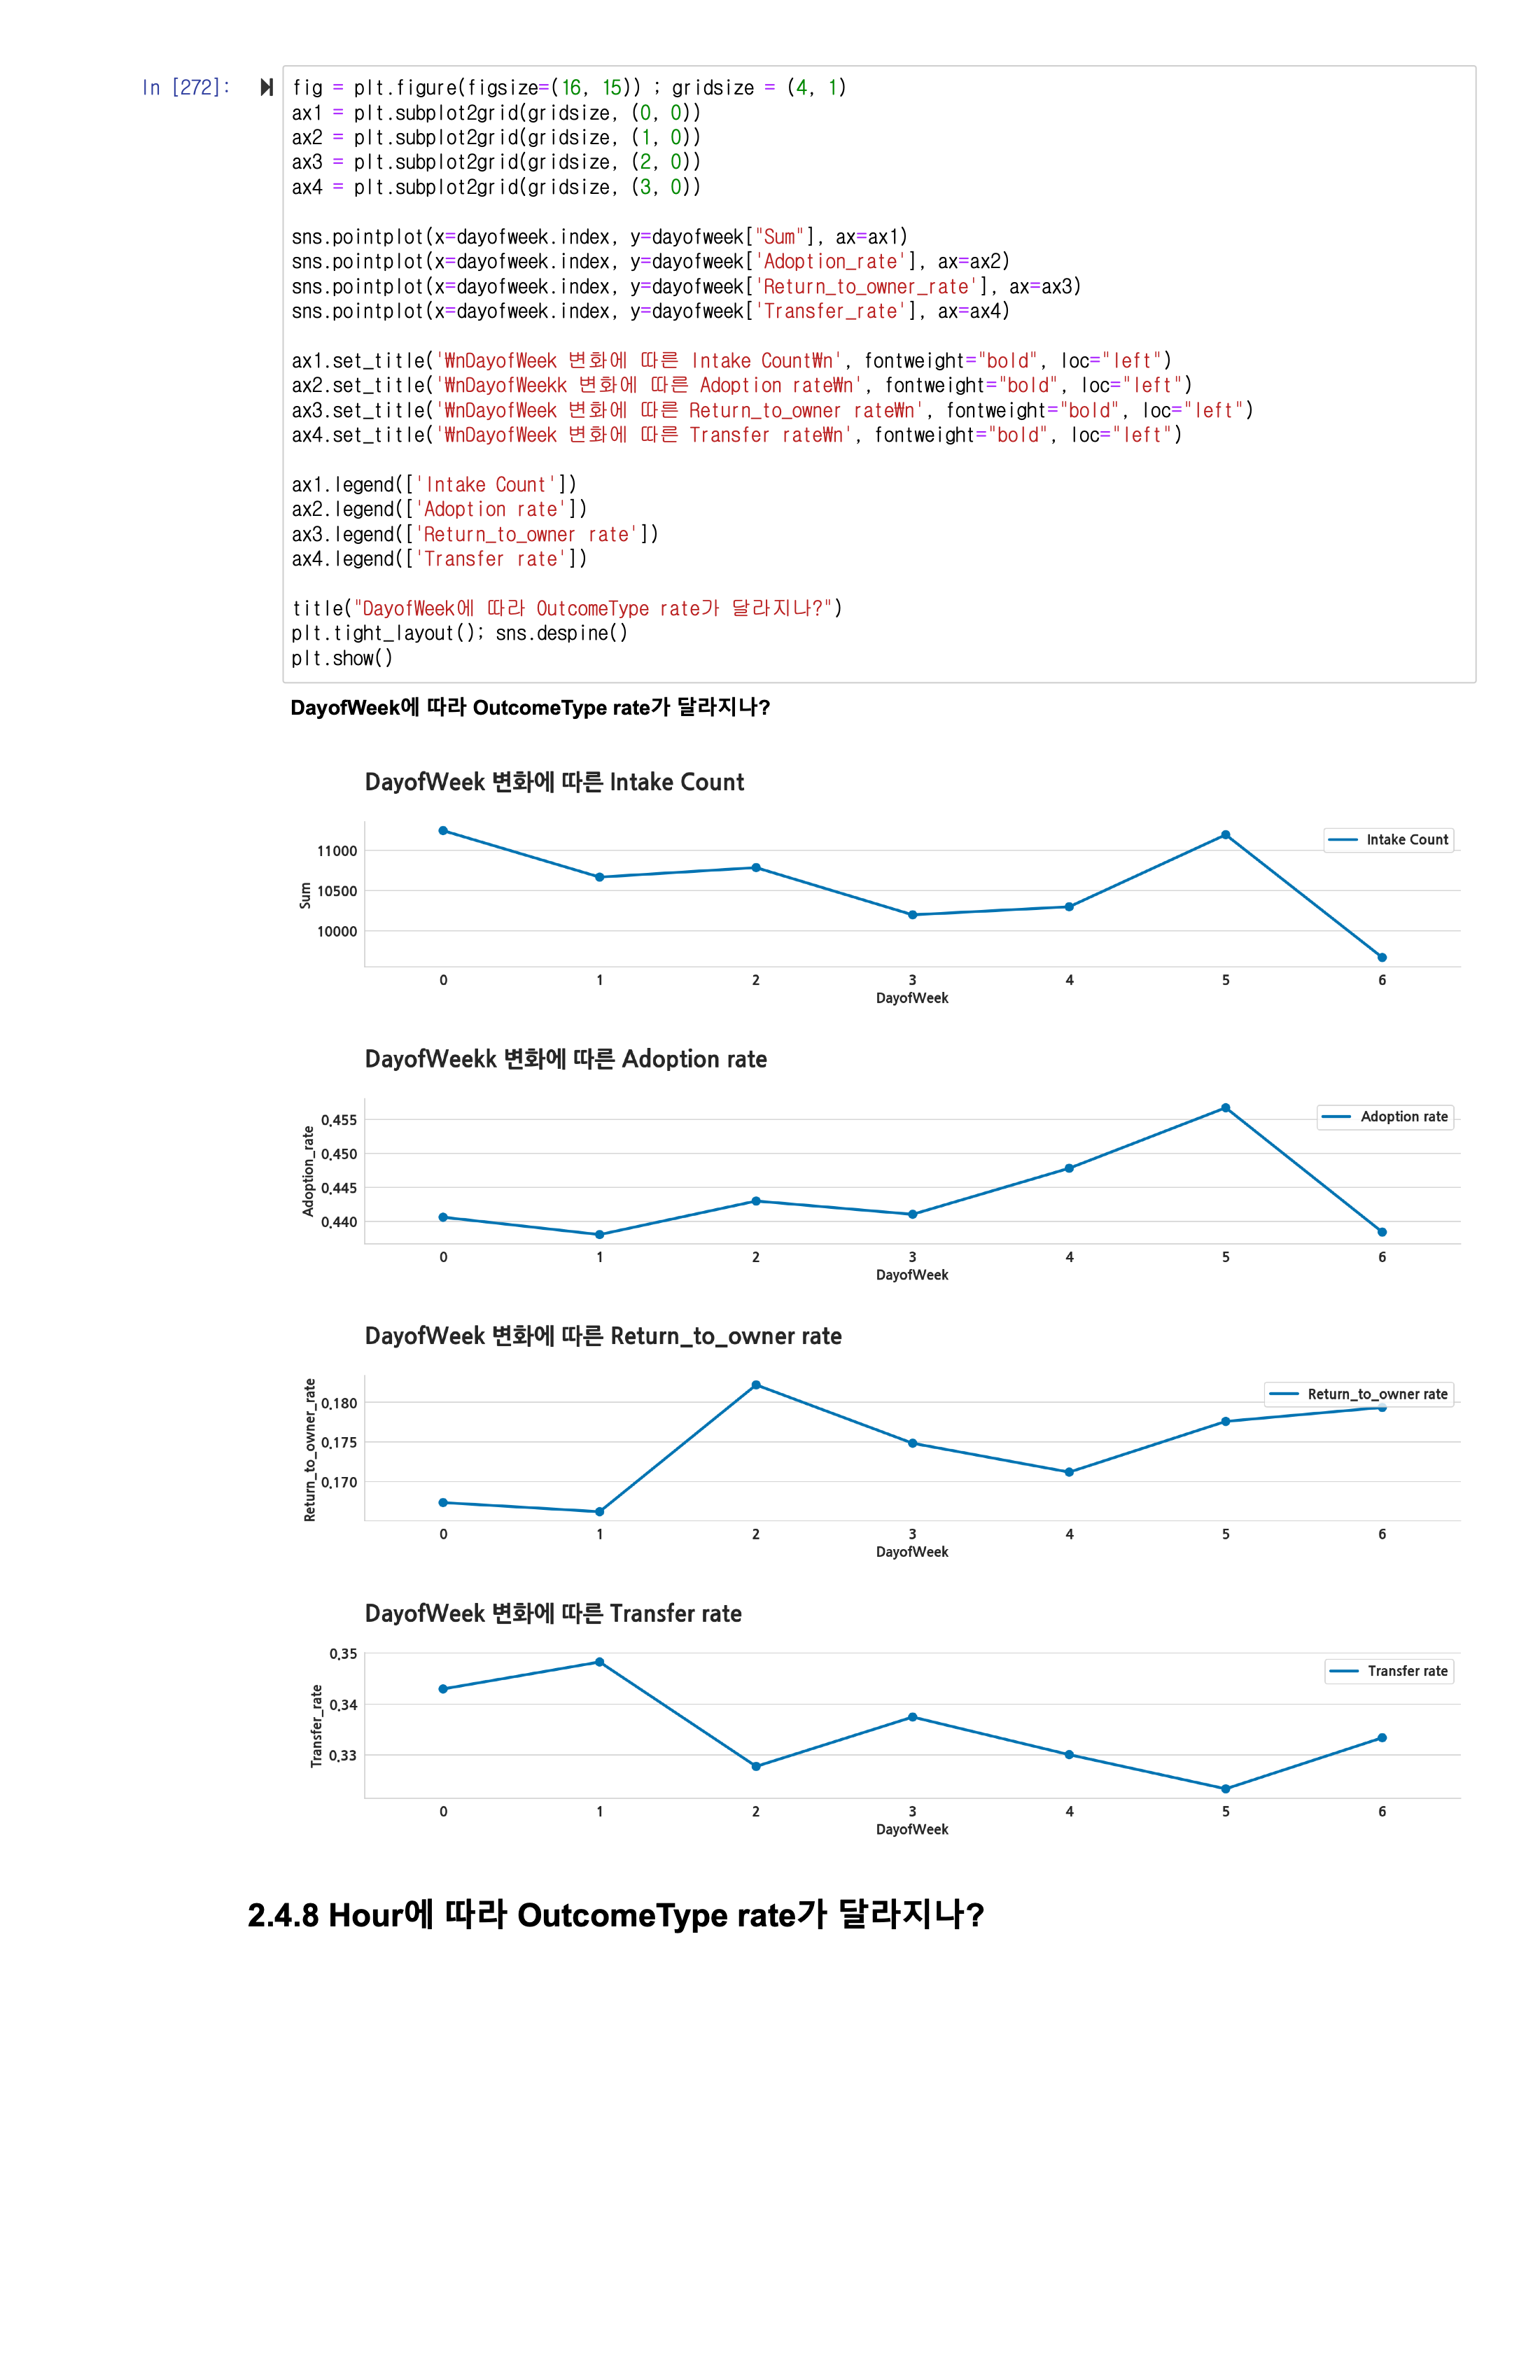 In [272]:
fig = plt.figure(figsize=(16, 15)) ; gridsize = (4, 1)
ax1 = plt.subplot2grid(gridsize, (0, 0))
ax2 = plt.subplot2grid(gridsize, (1, 0))
ax3 = plt.subplot2grid(gridsize, (2, 0))
ax4 = plt.subplot2grid(gridsize, (3, 0))
sns.pointplot(x=dayofweek.index, y=dayofweek["Sum"], ax=ax1)
sns.pointplot(x=dayofweek.index, y=dayofweek['Adoption_rate'], ax=ax2)
sns.pointplot(x=dayofweek.index, y=dayofweek['Return_to_owner_rate'], ax=ax3)
sns.pointplot(x=dayofweek.index, y=dayofweek['Transfer_rate'], ax=ax4)
ax1.set_title('₩nDayofWeek 변화에 따른 Intake Count₩n', fontweight="bold", loc="left")
ax2.set_title('₩nDayofWeekk 변화에 따른 Adoption rate₩n', fontweight="bold", loc="left")
ax3.set_title('₩nDayofWeek 변화에 따른 Return_to_owner rate₩n', fontweight="bold", loc="left")
ax4.set_title('₩nDayofWeek 변화에 따른 Transfer rate₩n', fontweight="bold", loc="left")
ax1.legend(['Intake Count'])
ax2.legend(['Adoption rate'])
ax3.legend(['Return_to_owner rate'])
ax4.legend(['Transfer rate'])
title("DayofWeek에 따라 OutcomeType rate가 달라지나?")
plt.tight_layout(); sns.despine()
plt.show()
DayofWeek에 따라 OutcomeType rate가 달라지나?
DayofWeek 변화에 따른 Intake Count
Intake Count
Sum
11000
10500
10000
0 1 2 3 4 5 6
DayofWeek
DayofWeekk 변화에 따른 Adoption rate
Adoption rate
Adoption_rate
0.455
0.450
0.445
0.440
0 1 2 3 4 5 6
DayofWeek
DayofWeek 변화에 따른 Return_to_owner rate
Return_to_owner rate
Return_to_owner_rate
0.180
0.175
0.170
0 1 2 3 4 5 6
DayofWeek
DayofWeek 변화에 따른 Transfer rate
Transfer rate
Transfer_rate
0.35
0.34
0.33
0 1 2 3 4 5 6
DayofWeek
2.4.8 Hour에 따라 OutcomeType rate가 달라지나?